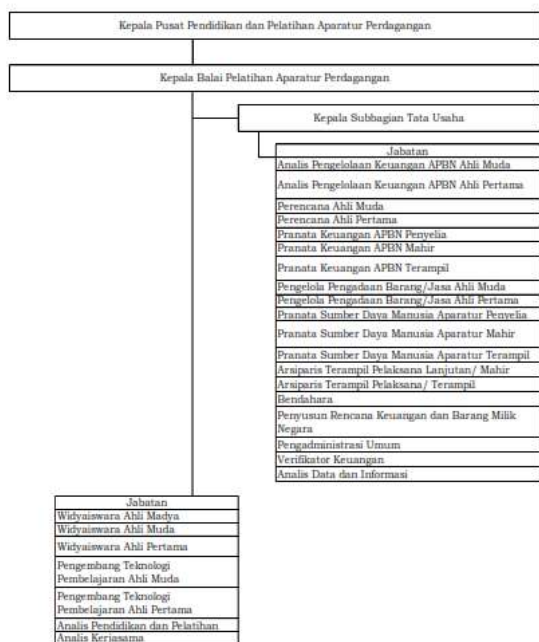 Kepala Pusat Pendidikan dan Pelatihan Aparatur Perdagangan
Kepala Balai Pelatihan Aparatur Perdagangan
Kepala Subbagian Tata Usaha
Jabatan
Analis Pengelolaan Keuangan APBN Ahli Muda
Analis Pengelolaan Keuangan APBN Ahli Pertama
Perencana Ahli Muda
Perencana Ahli Pertama
Pranata Keuangan APBN Penyelia
Pranata Keuangan APBN Mahir
Pranata Keuangan APBN Terampil
Pengelola Pengadaan Barang/Jasa Ahli Muda
Pengelola Pengadaan Barang/Jasa Ahli Pertama
Pranata Sumber Daya Manusia Aparatur Penyelia
Pranata Sumber Daya Manusia Aparatur Mahir
Pranata Sumber Daya Manusia Aparatur Terampil
Arsiparis Terampil Pelaksana Lanjutan/ Mahir
Arsiparis Terampil Pelaksana/ Terampil
Bendahara
Penyusun Rencana Keuangan dan Barang Milik
Negara
Pengadministrasi Umum
Verifikator Keuangan
Analis Data dan Informasi
Jabatan
Widyaiswara Ahli Madya
Widyaiswara Ahli Muda
Widyaiswara Ahli Pertama
Pengembang Teknologi
Pembelajaran Ahli Muda
Pengembang Teknologi
Pembelajaran Ahli Pertama
Analis Pendidikan dan Pelatihan
Analis Kerjasama